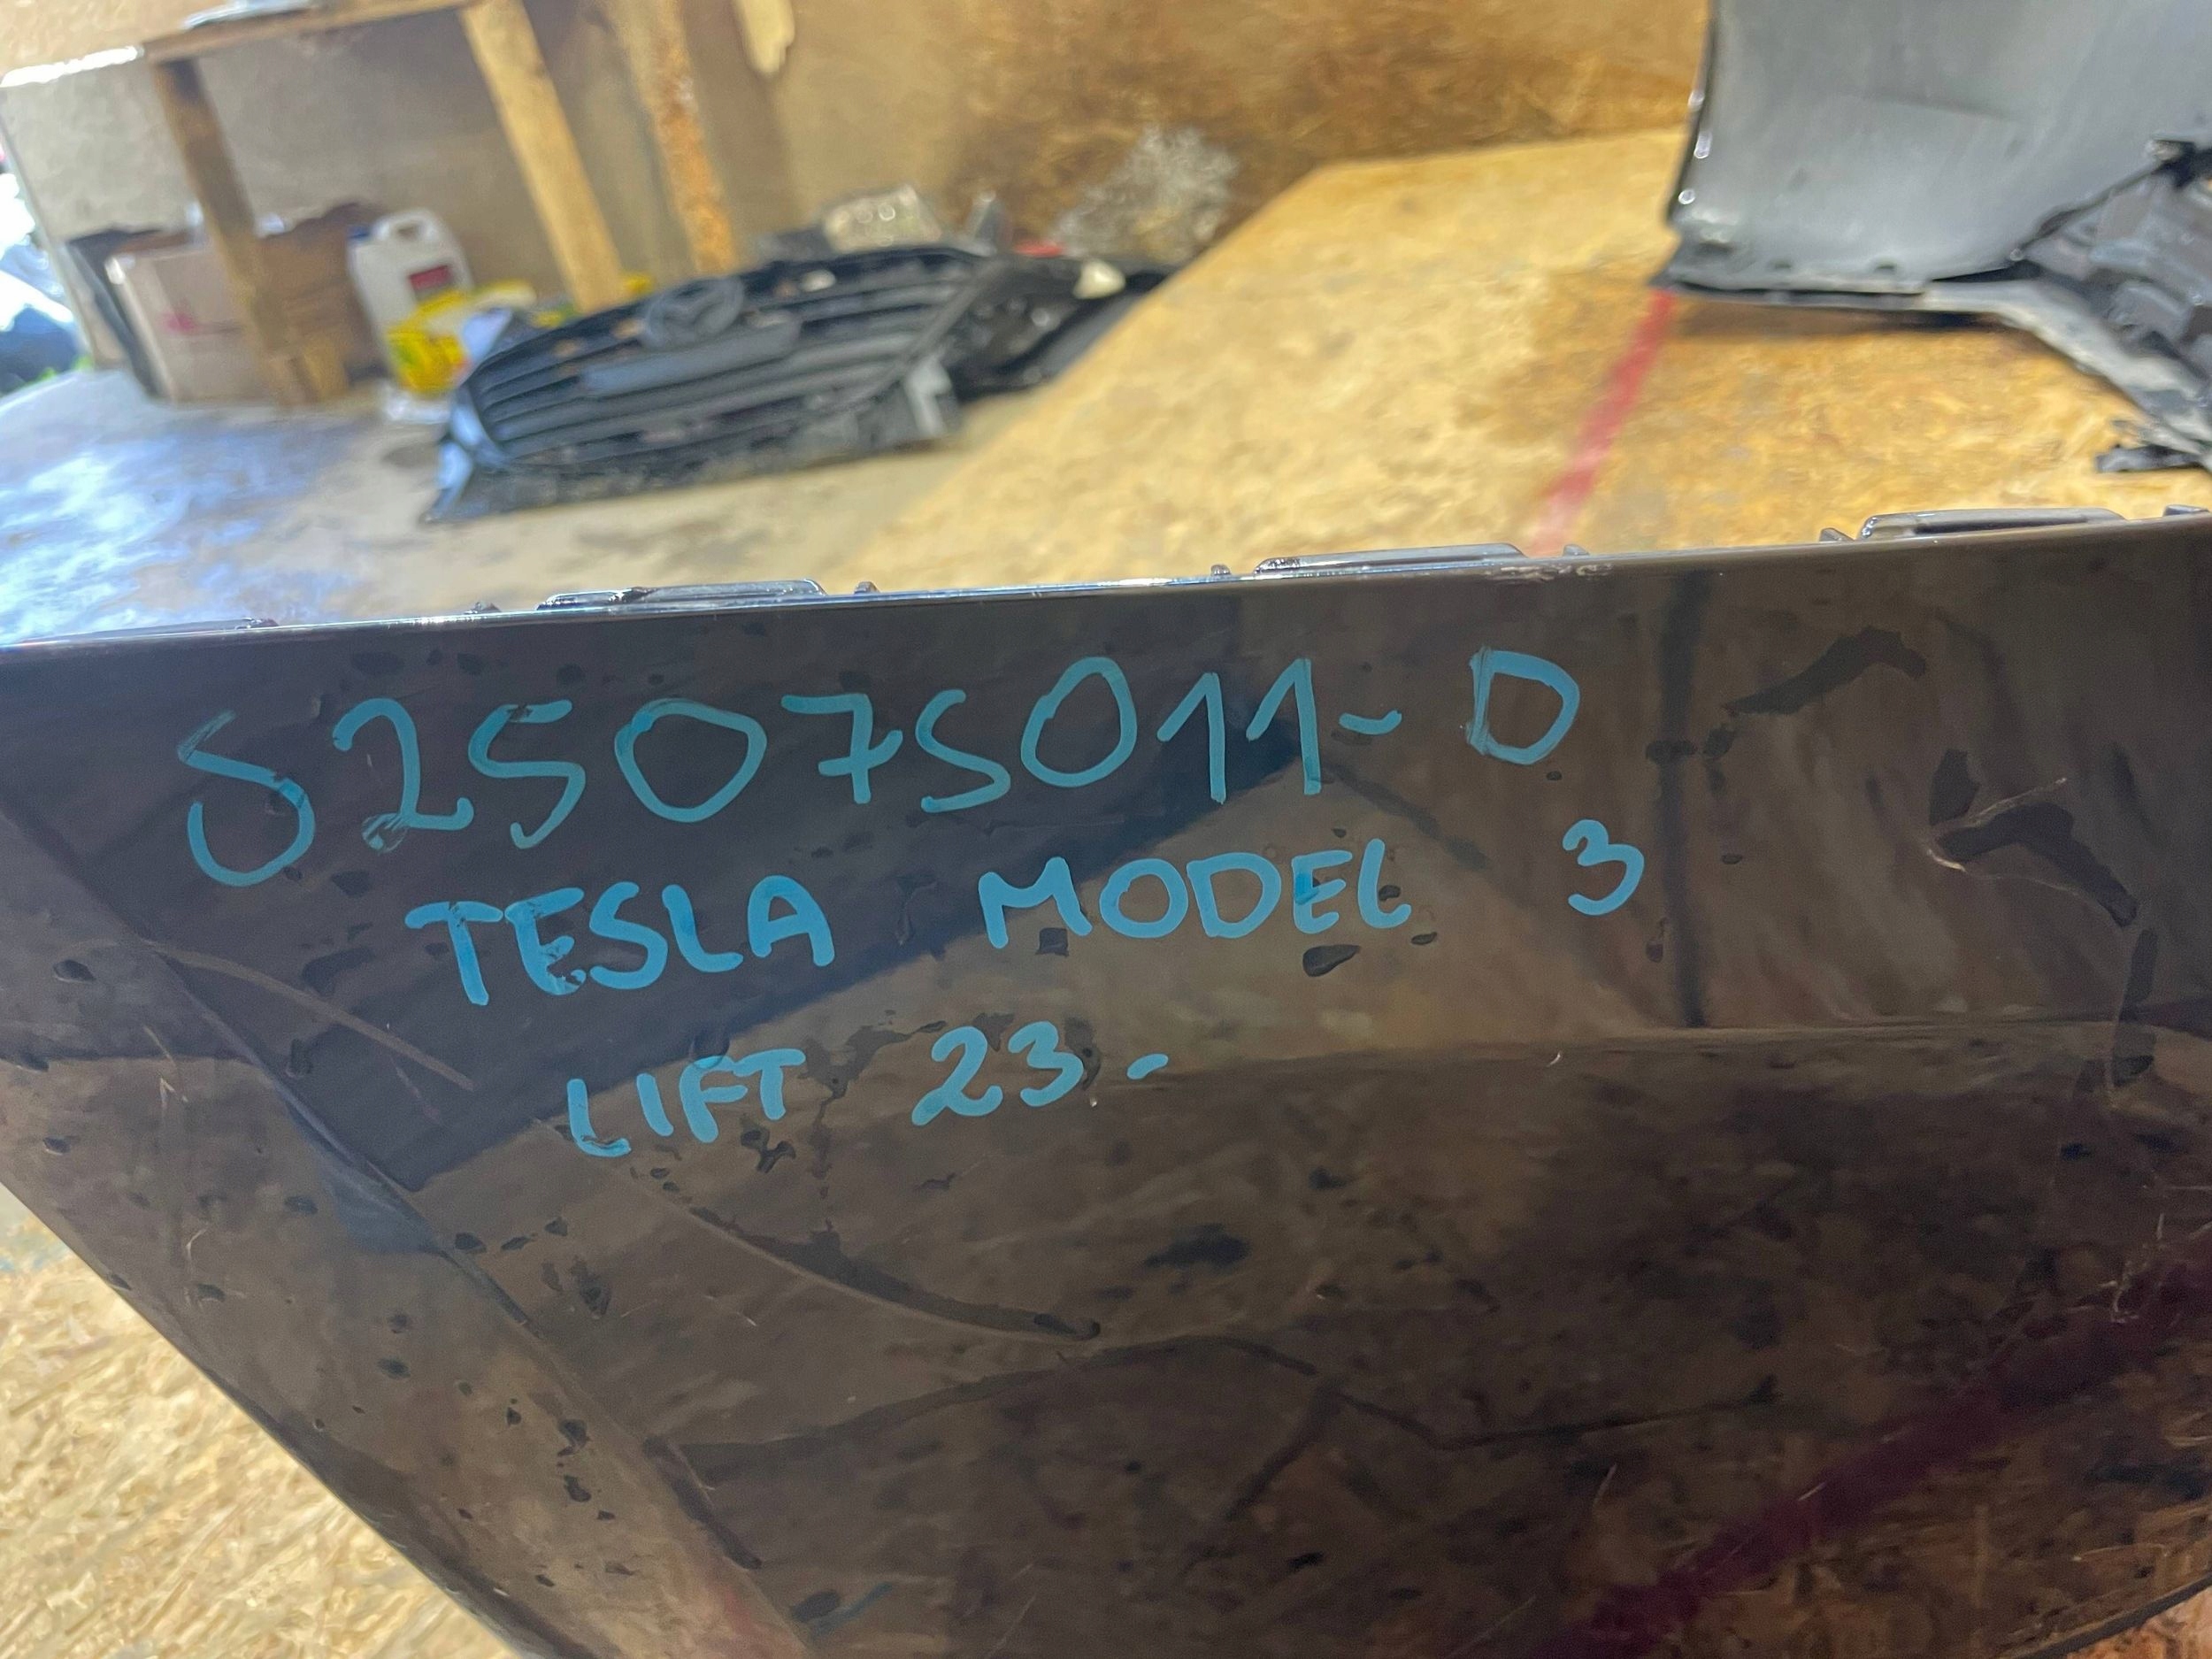 S2507S011-D
TESLA MODEL 3
LIFT 23-